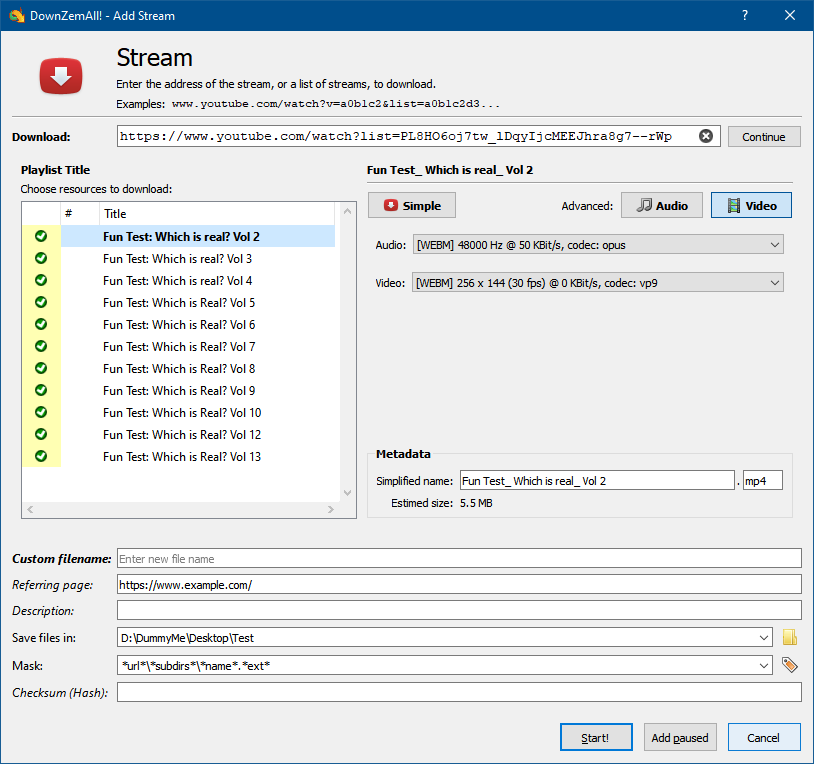 DownZemAll! - Add Stream
?
Stream
Enter the address of the stream, or a list of streams, to download.
Examples: www.youtube.com/watch?v=a0b1c2&list=a0b1c2d3...
Download: https://www.youtube.com/watch?list=PL8HO6oj7tw_lDqyIjcMEEJhra8g7--rWp Continue
Playlist Title
Choose resources to download:
# Title
Fun Test: Which is real? Vol 2
Fun Test: Which is real? Vol 3
Fun Test: Which is real? Vol 4
Fun Test: Which is Real? Vol 5
Fun Test: Which is Real? Vol 6
Fun Test: Which is Real? Vol 7
Fun Test: Which is Real? Vol 8
Fun Test: Which is Real? Vol 9
Fun Test: Which is Real? Vol 10
Fun Test: Which is Real? Vol 12
Fun Test: Which is Real? Vol 13
Fun Test_ Which is real_ Vol 2
Simple Advanced: Audio Video
Audio: [WEBM] 48000 Hz @ 50 KBit/s, codec: opus
Video: [WEBM] 256 x 144 (30 fps) @ 0 KBit/s, codec: vp9
Metadata
Simplified name: Fun Test_ Which is real_ Vol 2 . mp4
Estimed size: 5.5 MB
Custom filename: Enter new file name
Referring page: https://www.example.com/
Description:
Save files in: D:\DummyMe\Desktop\Test
Mask: *url*\*subdirs*\*name*.*ext*
Checksum (Hash):
Start! Add paused Cancel